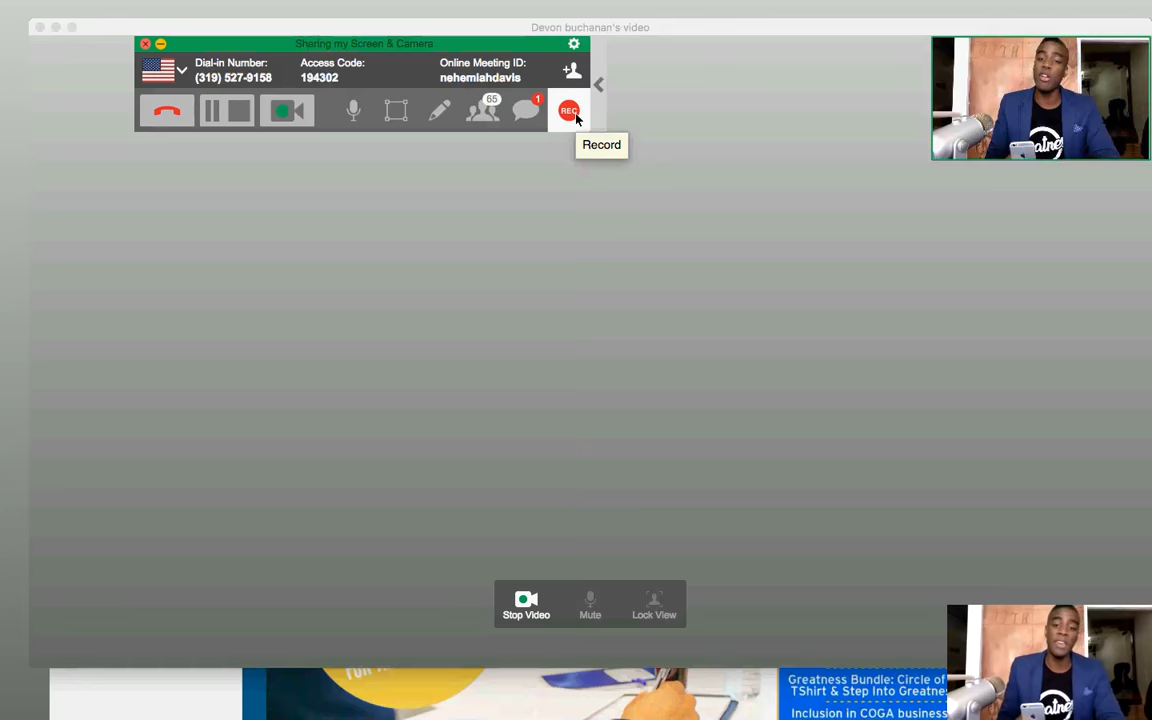 Devon buchanan's video
Sharing my Screen & Camera
Dial-in Number:
(319) 527-9158
Access Code:
194302
Online Meeting ID:
nehemiahdavis
65
1
REC
Record
Stop Video
Mute
Lock View
Greatness Bundle: Circle of
TShirt & Step Into Greatne
Inclusion in COGA business